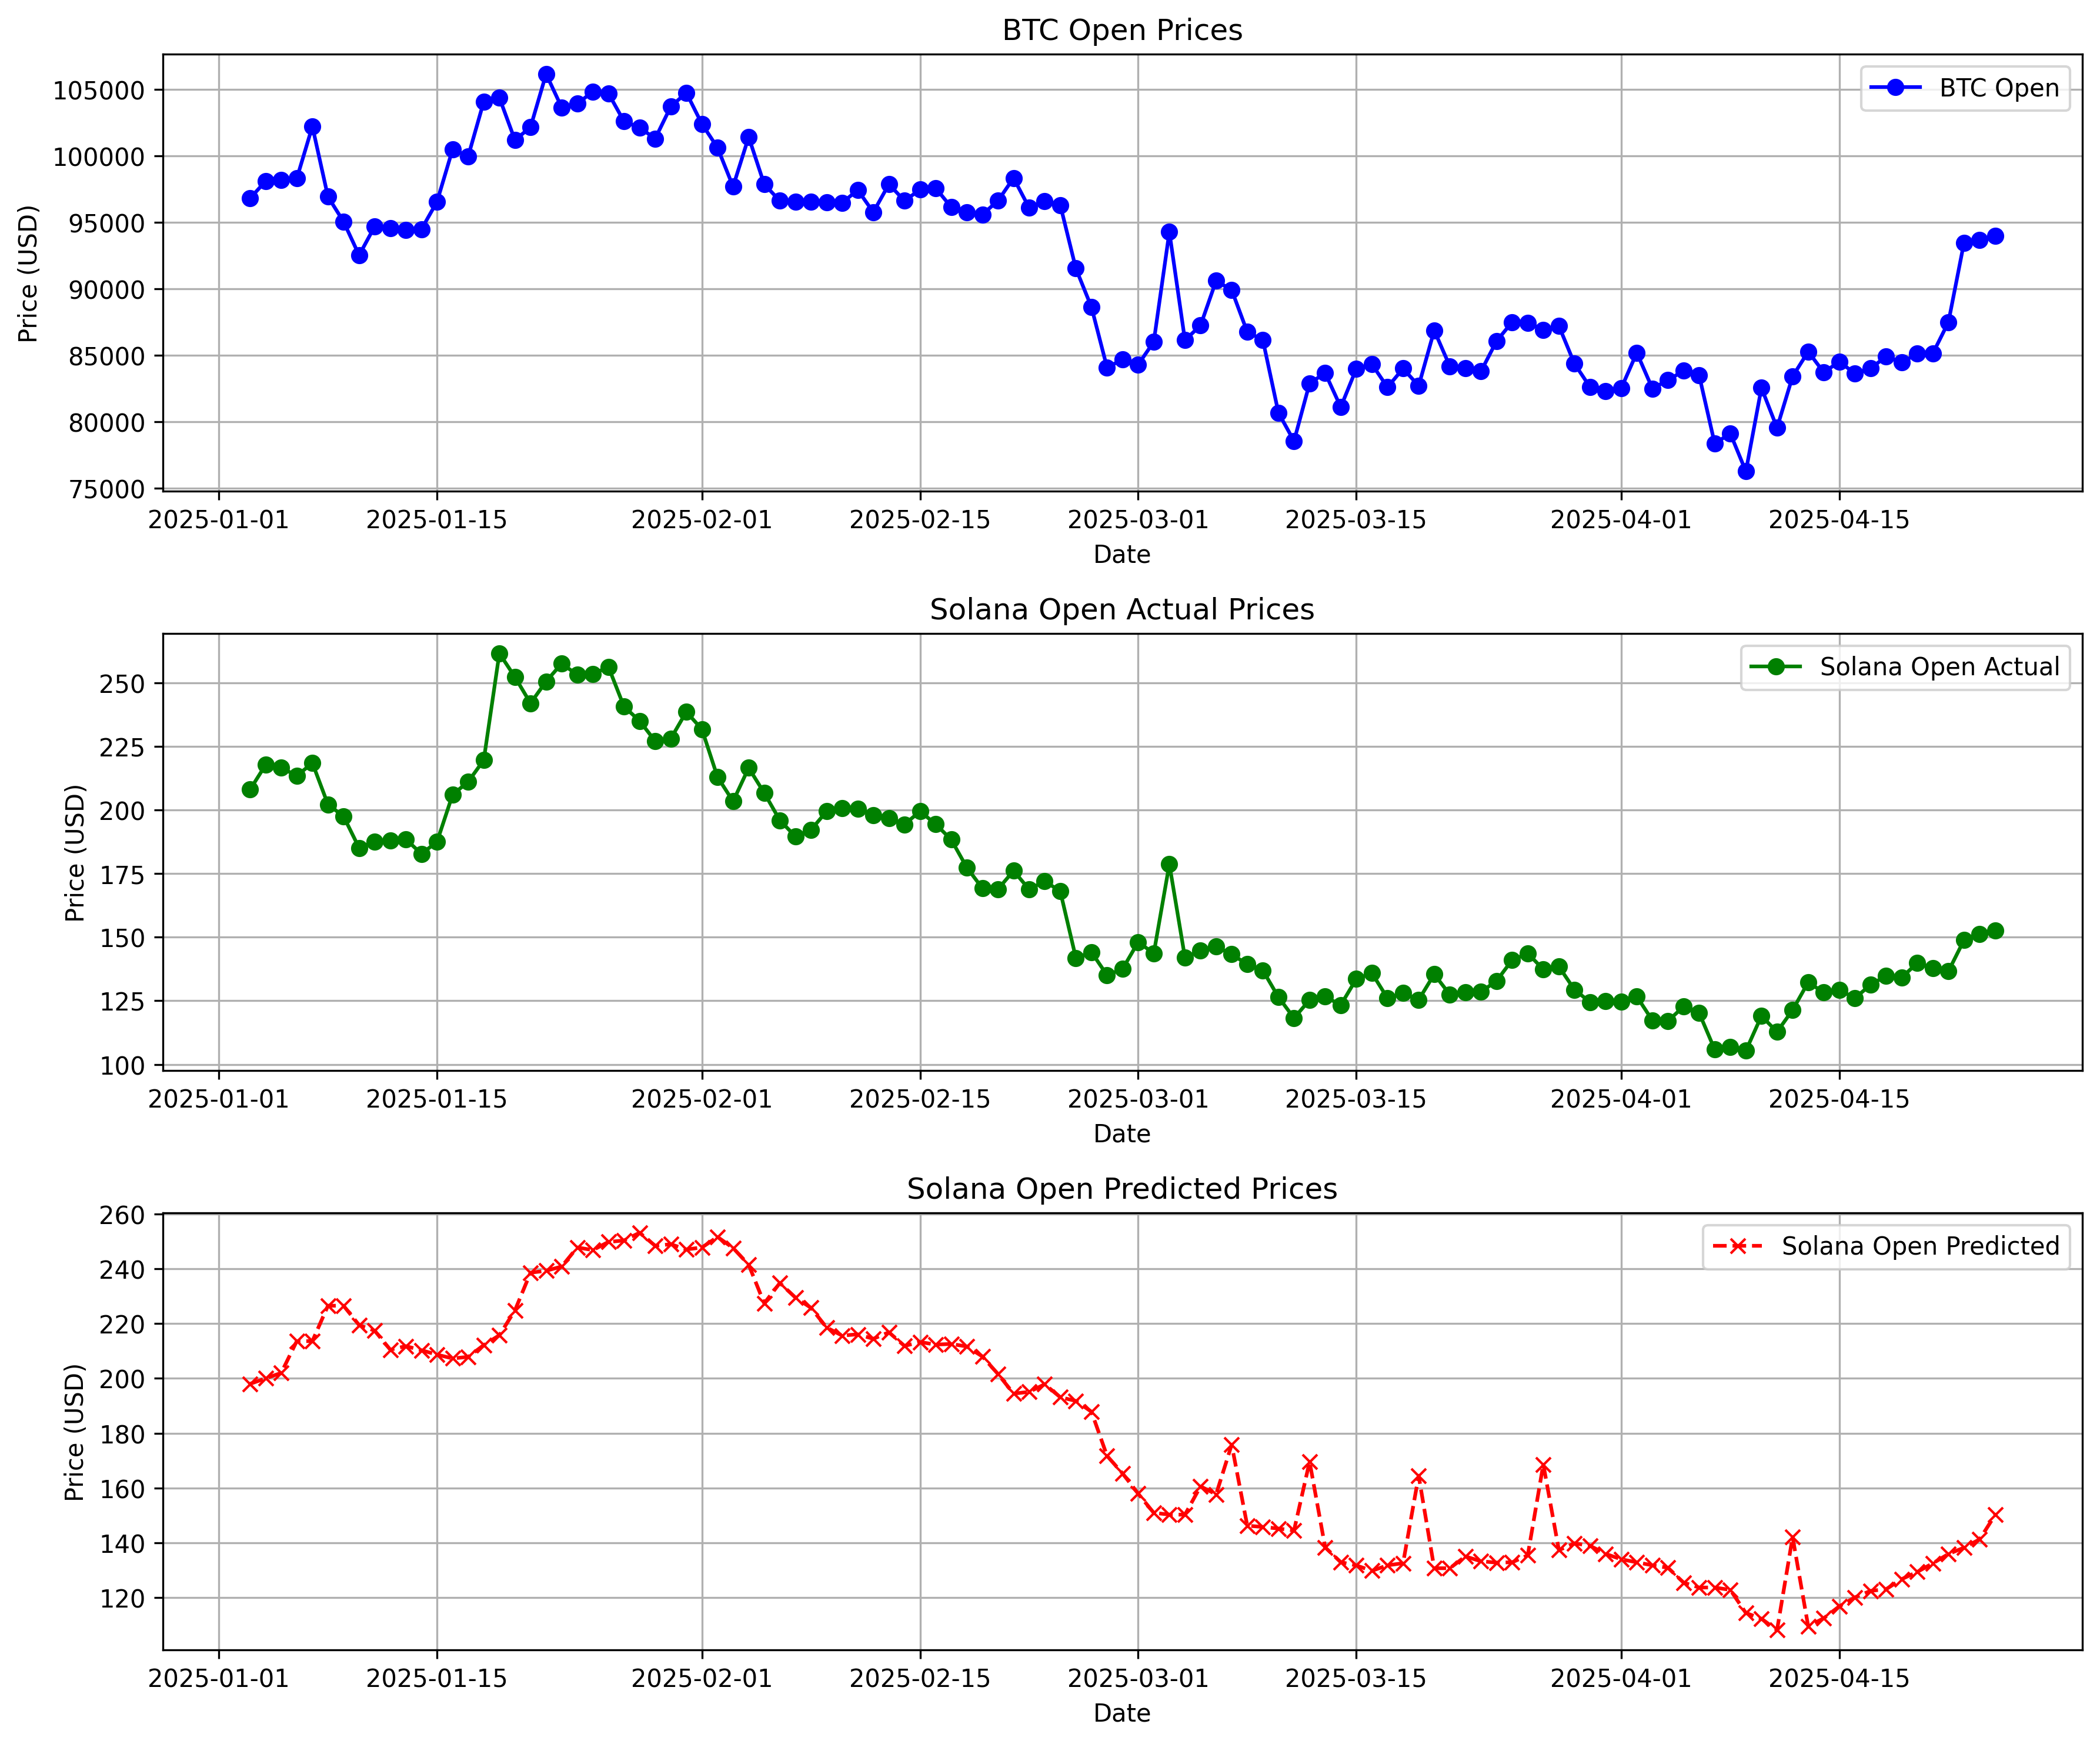 BTC Open Prices
BTC Open
105000
100000
95000
90000
85000
80000
75000
Price (USD)
2025-01-01 2025-01-15 2025-02-01 2025-02-15 2025-03-01 2025-03-15 2025-04-01 2025-04-15
Date
Solana Open Actual Prices
Solana Open Actual
250
225
200
175
150
125
100
Price (USD)
2025-01-01 2025-01-15 2025-02-01 2025-02-15 2025-03-01 2025-03-15 2025-04-01 2025-04-15
Date
Solana Open Predicted Prices
Solana Open Predicted
260
240
220
200
180
160
140
120
Price (USD)
2025-01-01 2025-01-15 2025-02-01 2025-02-15 2025-03-01 2025-03-15 2025-04-01 2025-04-15
Date